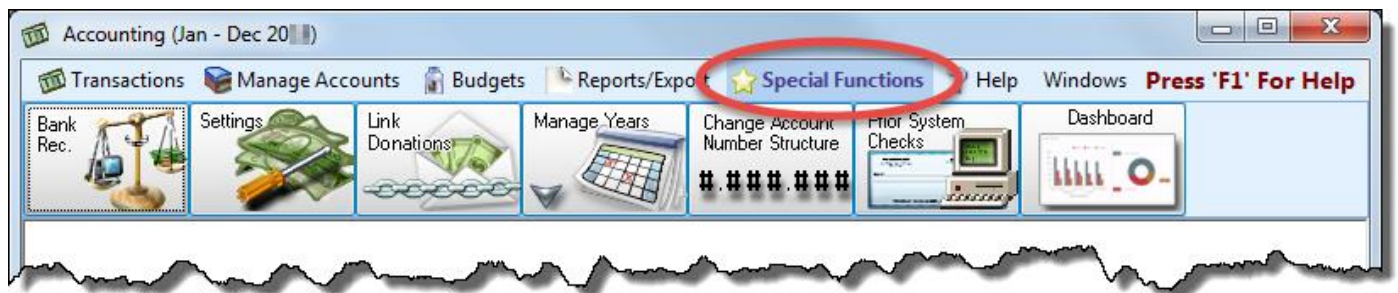 Accounting (Jan - Dec 20
Transactions Manage Accounts Budgets Reports/Export Special Functions Help Windows Press 'F1' For Help
Bank
Rec.
Settings
Link
Donations
Manage Years
Change Account
Number Structure
#.###.###
Prior System
Checks
Dashboard